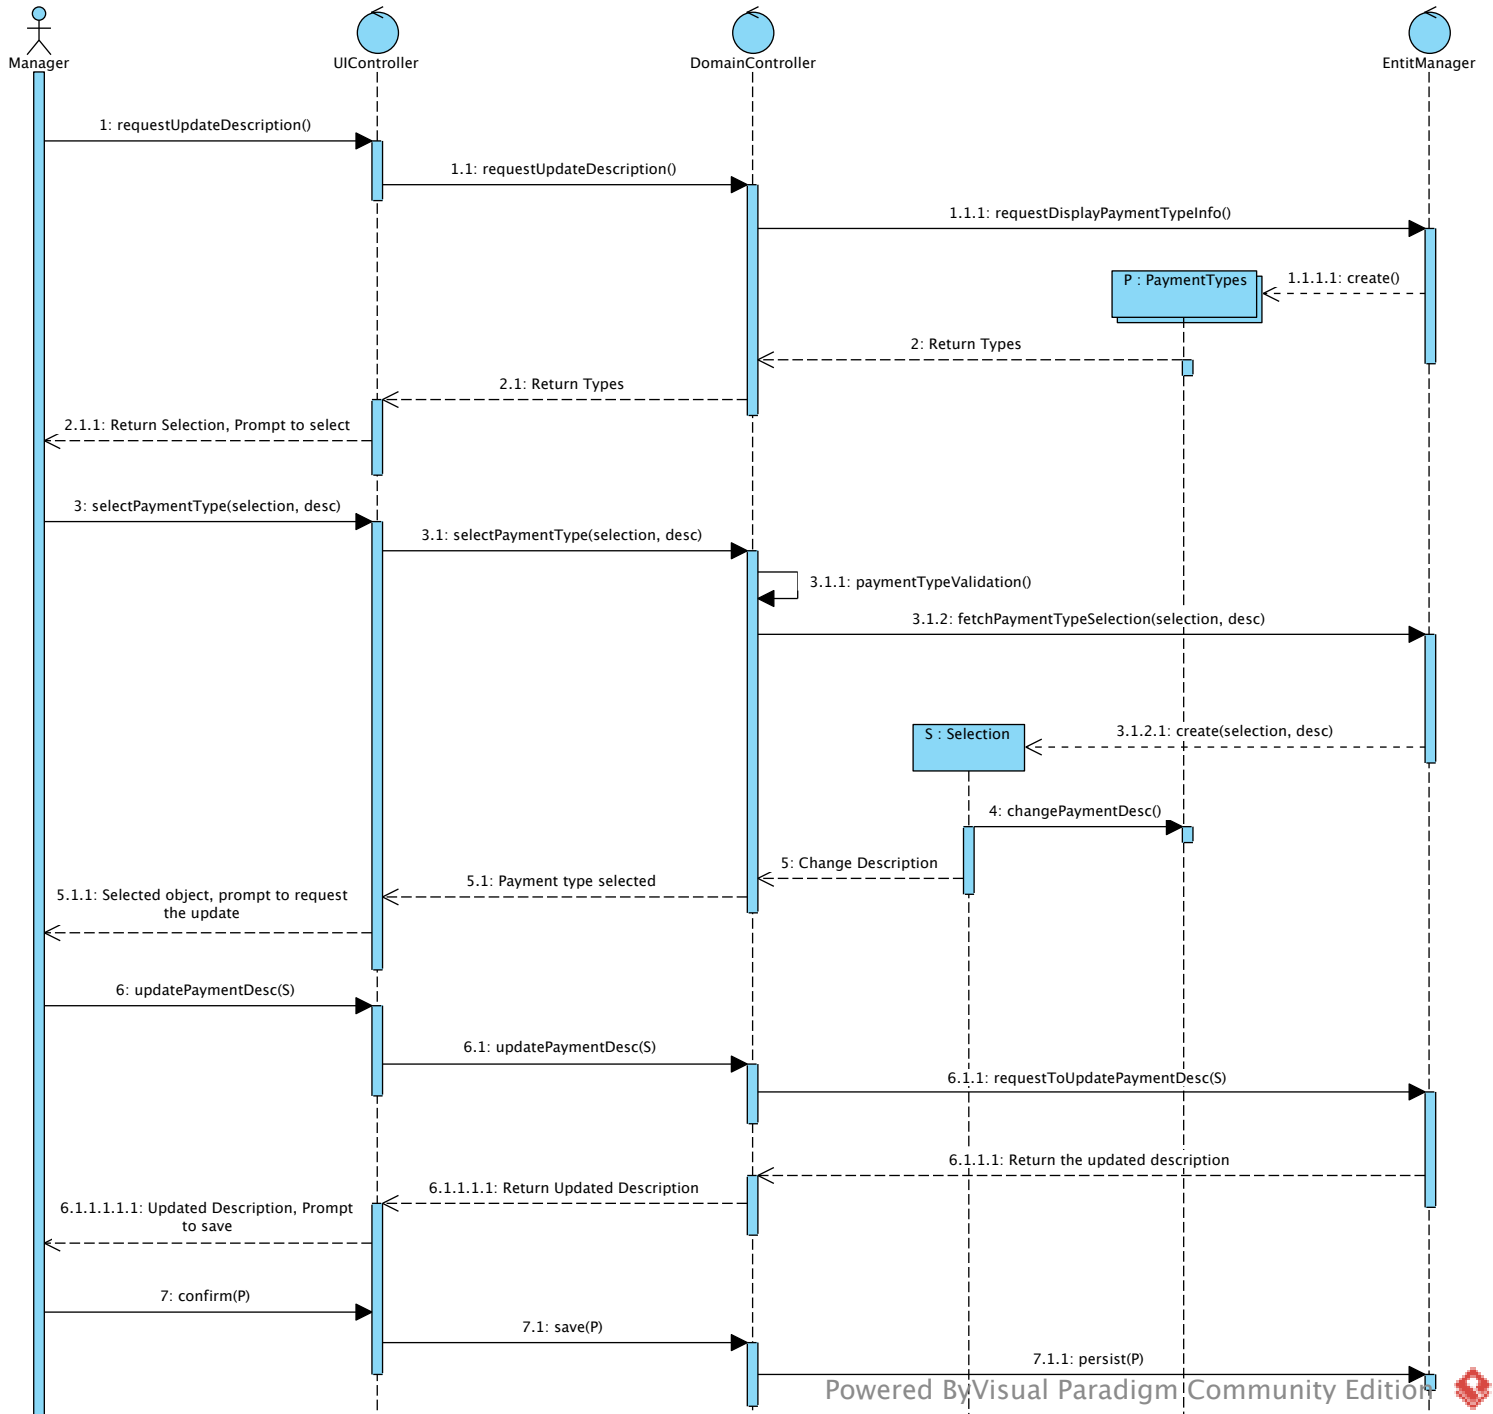 Manager
UIController
DomainController
EntitManager
1: requestUpdateDescription()
1.1: requestUpdateDescription()
1.1.1: requestDisplayPaymentTypeInfo()
P : PaymentTypes
1.1.1.1: create()
2: Return Types
2.1: Return Types
2.1.1: Return Selection, Prompt to select
3: selectPaymentType(selection, desc)
3.1: selectPaymentType(selection, desc)
3.1.1: paymentTypeValidation()
3.1.2: fetchPaymentTypeSelection(selection, desc)
S : Selection
3.1.2.1: create(selection, desc)
4: changePaymentDesc()
5: Change Description
5.1: Payment type selected
5.1.1: Selected object, prompt to request
the update
6: updatePaymentDesc(S)
6.1: updatePaymentDesc(S)
6.1.1: requestToUpdatePaymentDesc(S)
6.1.1.1: Return the updated description
6.1.1.1.1: Return Updated Description
6.1.1.1.1.1: Updated Description, Prompt
to save
7: confirm(P)
7.1: save(P)
7.1.1: persist(P)
Powered ByVisual Paradigm Community Edition